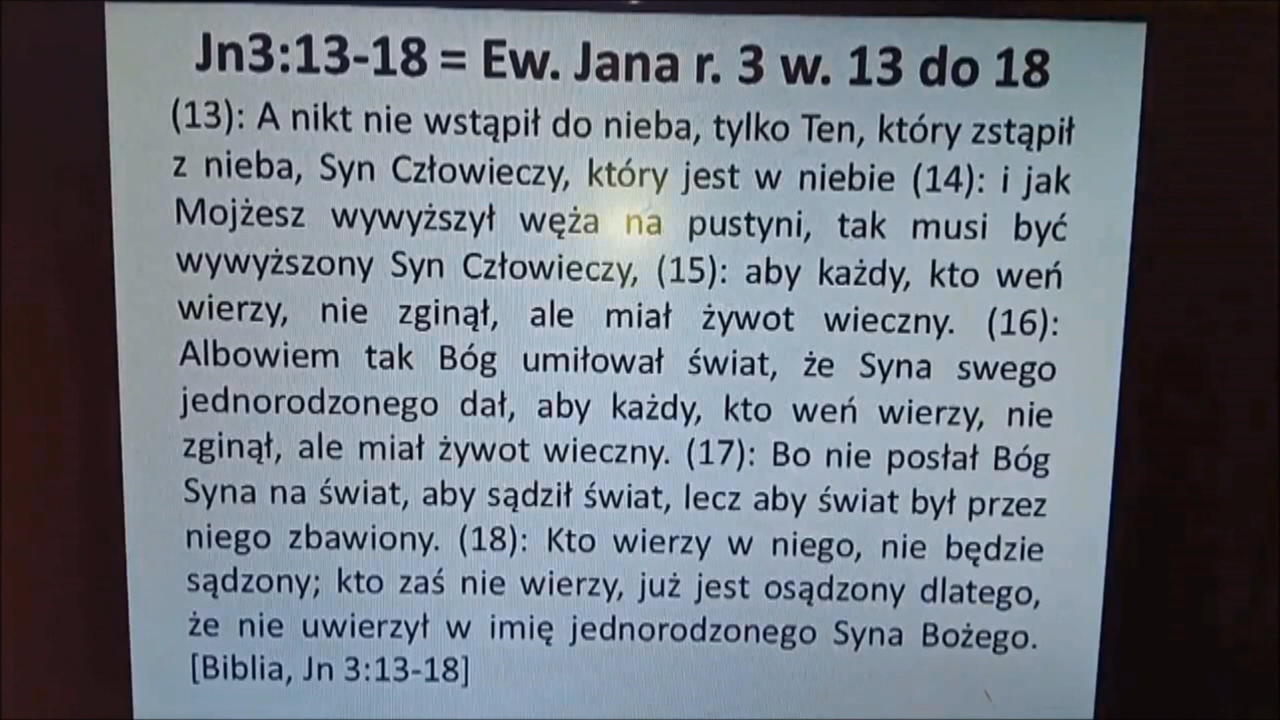 Jn3:13-18 = Ew. Jana r. 3 w. 13 do 18
(13): A nikt nie wstąpił do nieba, tylko Ten, który zstąpił
z nieba, Syn Człowieczy, który jest w niebie (14): i jak
Mojżesz wywyższył węża na pustyni, tak musi być
wywyższony Syn Człowieczy, (15): aby każdy, kto weń
wierzy, nie zginął, ale miał żywot wieczny. (16):
Albowiem tak Bóg umiłował świat, że Syna swego
jednorodzonego dał, aby każdy, kto weń wierzy, nie
zginął, ale miał żywot wieczny. (17): Bo nie posłał Bóg
Syna na świat, aby sądził świat, lecz aby świat był przez
niego zbawiony. (18): Kto wierzy w niego, nie będzie
sądzony; kto zaś nie wierzy, już jest osądzony dlatego,
że nie uwierzył w imię jednorodzonego Syna Bożego.
[Biblia, Jn 3:13-18]